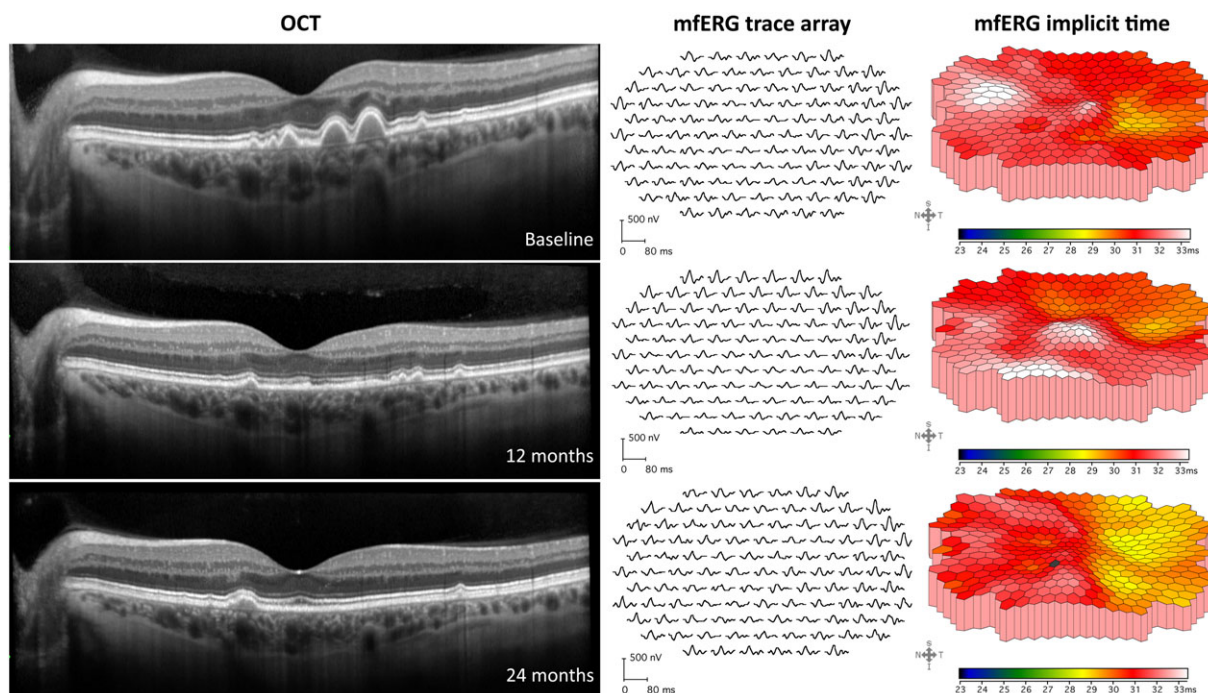 OCT
mfERG trace array
mfERG implicit time
Baseline
500 nV
0 80 ms
S
N T
I
23 24 25 26 27 28 29 30 31 32 33ms
12 months
500 nV
0 80 ms
S
N T
I
23 24 25 26 27 28 29 30 31 32 33ms
24 months
500 nV
0 80 ms
S
N T
I
23 24 25 26 27 28 29 30 31 32 33ms